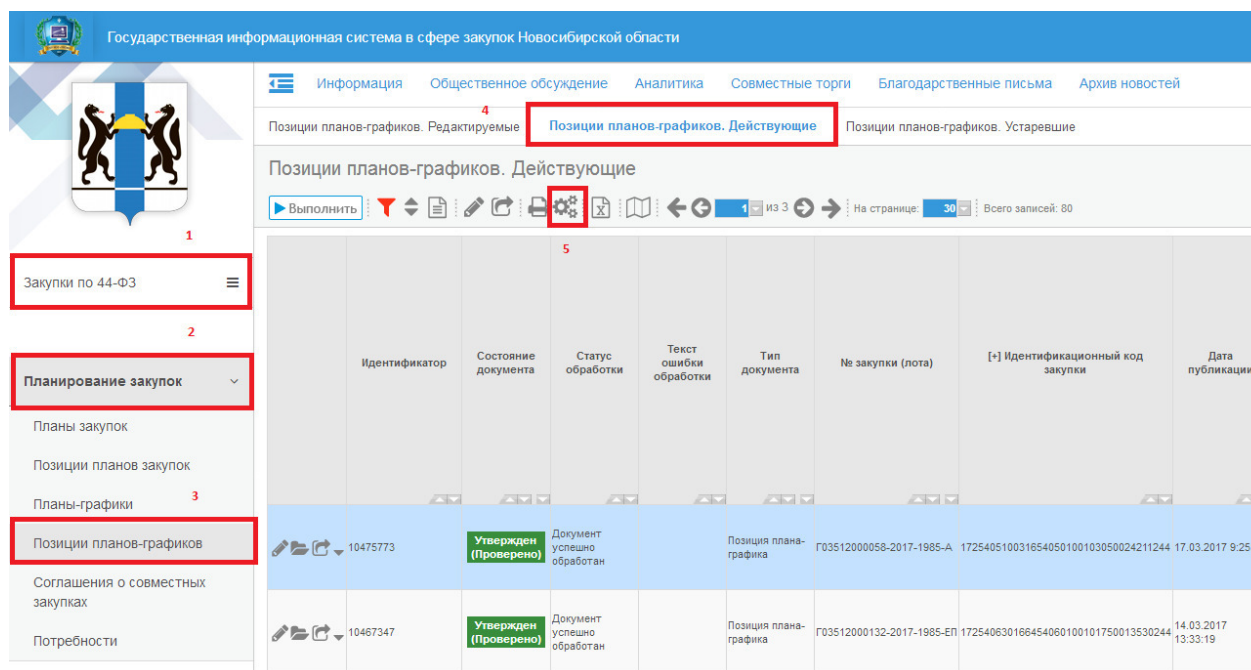 Государственная информационная система в сфере закупок Новосибирской области
Информация Общественное обсуждение Аналитика Совместные торги Благодарственные письма Архив новостей
4
Позиции планов-графиков. Редактируемые Позиции планов-графиков. Действующие Позиции планов-графиков. Устаревшие
Позиции планов-графиков. Действующие
Выполнить 1 из 3 На странице: 30 Всего записей: 80
1
5
Закупки по 44-ФЗ
2
Планирование закупок
Планы закупок
Позиции планов закупок
Планы-графики
3
Позиции планов-графиков
Соглашения о совместных
закупках
Потребности
Идентификатор
Состояние
документа
Статус
обработки
Текст
ошибки
обработки
Тип
документа
№ закупки (лота)
[+] Идентификационный код
закупки
Дата
публикации
10475773
Утвержден
(Проверено)
Документ
успешно
обработан
Позиция плана-
графика
Г03512000058-2017-1985-А
172540510031654050100103050024211244
17.03.2017 9:25
10467347
Утвержден
(Проверено)
Документ
успешно
обработан
Позиция плана-
графика
Г03512000132-2017-1985-ЕП
172540630166454060100101750013530244
14.03.2017
13:33:19